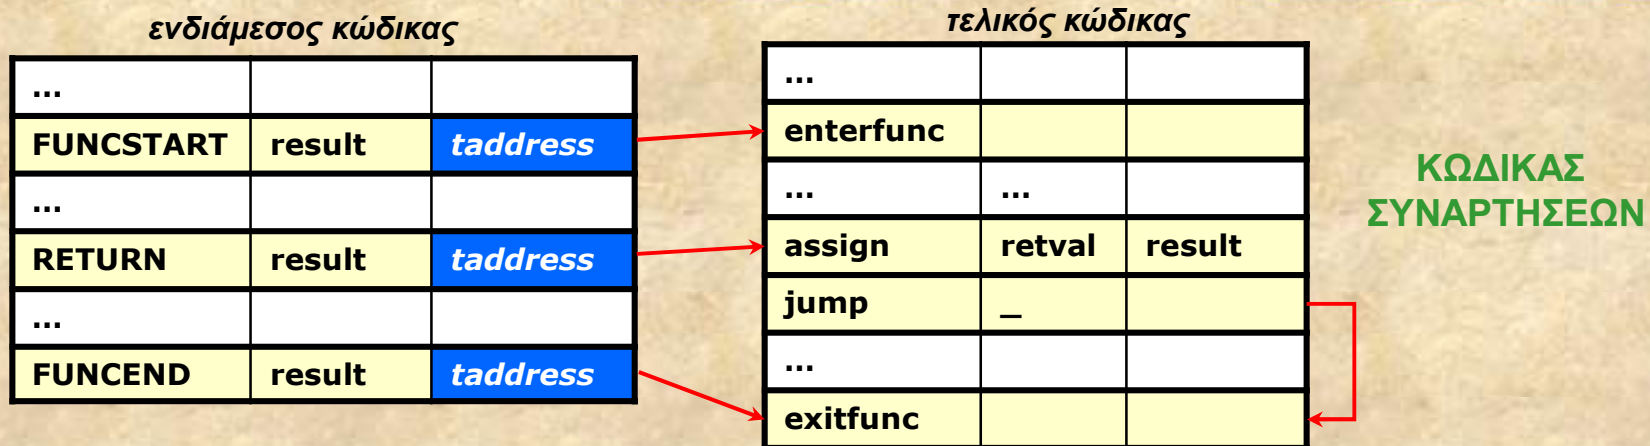 ενδιάμεσος κώδικας
...
FUNCSTART result taddress
...
RETURN result taddress
...
FUNCEND result taddress
τελικός κώδικας
...
enterfunc
... ...
assign retval result
jump _
...
exitfunc
ΚΩΔΙΚΑΣ
ΣΥΝΑΡΤΗΣΕΩΝ